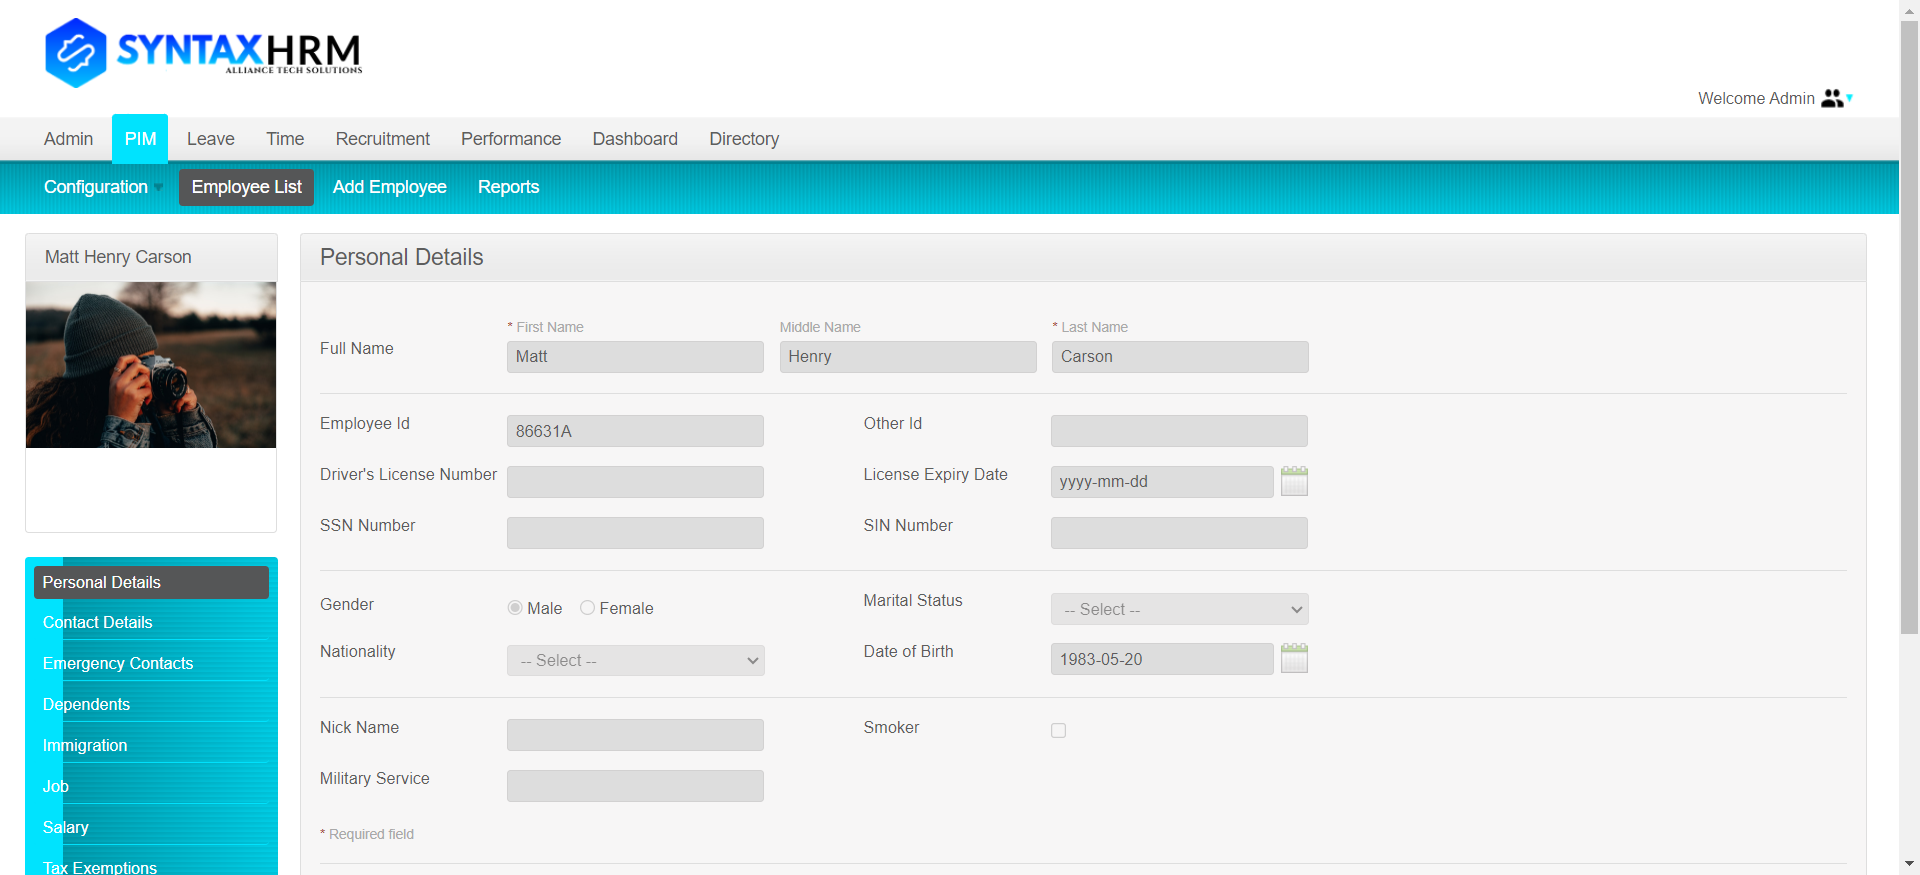 SYNTAXHRM
ALLIANCE TECH SOLUTIONS
Welcome Admin
Admin PIM Leave Time Recruitment Performance Dashboard Directory
Configuration Employee List Add Employee Reports
Matt Henry Carson
Personal Details
Contact Details
Emergency Contacts
Dependents
Immigration
Job
Salary
Tax Exemptions
Personal Details
* First Name Middle Name * Last Name
Full Name Matt Henry Carson
Employee Id 86631A Other Id
Driver's License Number License Expiry Date yyyy-mm-dd
SSN Number SIN Number
Gender Male Female Marital Status -- Select --
Nationality -- Select -- Date of Birth 1983-05-20
Nick Name Smoker
Military Service
* Required field